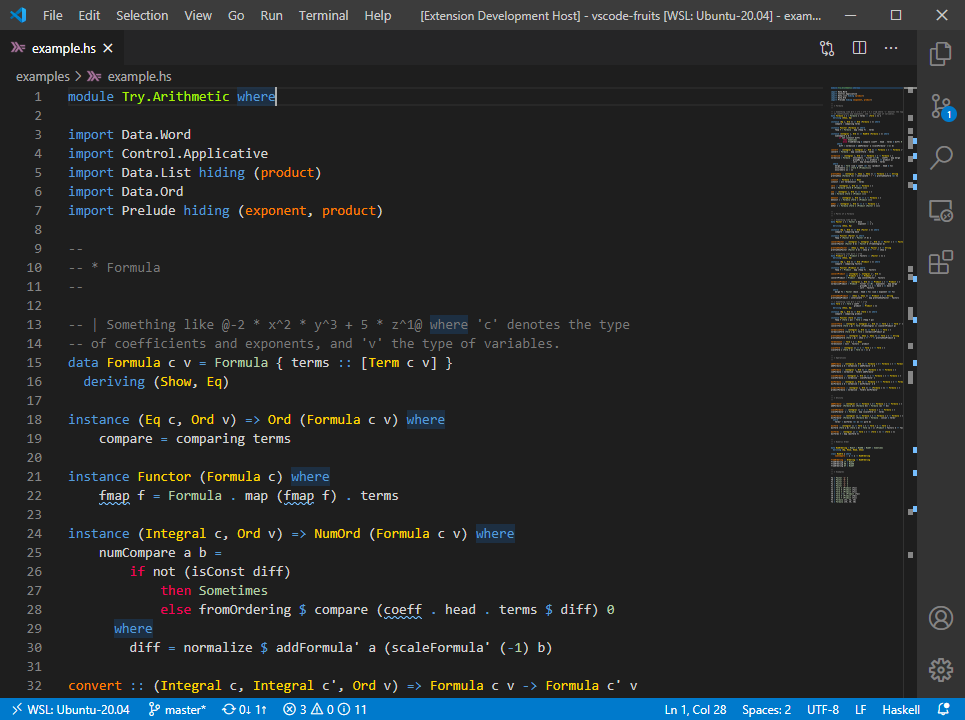 File Edit Selection View Go Run Terminal Help [Extension Development Host] - vscode-fruits [WSL: Ubuntu-20.04] - exam...
example.hs
examples > example.hs
1 module Try.Arithmetic where
2
3 import Data.Word
4 import Control.Applicative
5 import Data.List hiding (product)
6 import Data.Ord
7 import Prelude hiding (exponent, product)
8
9 --
10 -- * Formula
11 --
12
13 -- | Something like @-2 * x^2 * y^3 + 5 * z^1@ where 'c' denotes the type
14 -- of coefficients and exponents, and 'v' the type of variables.
15 data Formula c v = Formula { terms :: [Term c v] }
16   deriving (Show, Eq)
17
18 instance (Eq c, Ord v) => Ord (Formula c v) where
19     compare = comparing terms
20
21 instance Functor (Formula c) where
22     fmap f = Formula . map (fmap f) . terms
23
24 instance (Integral c, Ord v) => NumOrd (Formula c v) where
25     numCompare a b =
26         if not (isConst diff)
27             then Sometimes
28             else fromOrdering $ compare (coeff . head . terms $ diff) 0
29       where
30         diff = normalize $ addFormula' a (scaleFormula' (-1) b)
31
32 convert :: (Integral c, Integral c', Ord v) => Formula c v -> Formula c' v
1
WSL: Ubuntu-20.04 master* 0↓ 1↑ 3 0 11 Ln 1, Col 28 Spaces: 2 UTF-8 LF Haskell